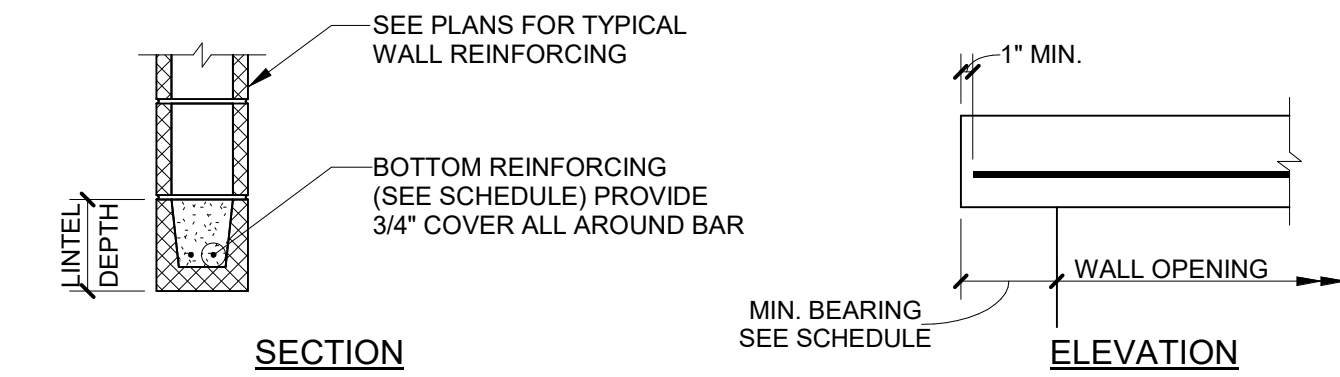 SEE PLANS FOR TYPICAL
WALL REINFORCING
BOTTOM REINFORCING
(SEE SCHEDULE) PROVIDE
3/4" COVER ALL AROUND BAR
LINTEL
DEPTH
SECTION
1" MIN.
WALL OPENING
MIN. BEARING
SEE SCHEDULE
ELEVATION